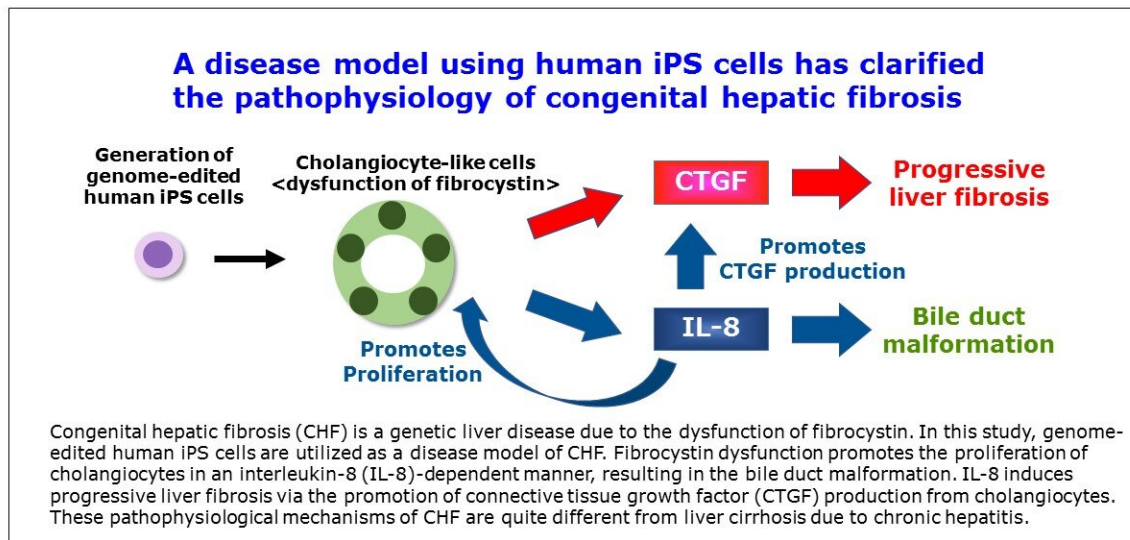 A disease model using human iPS cells has clarified
the pathophysiology of congenital hepatic fibrosis
Generation of
genome-edited
human iPS cells
Cholangiocyte-like cells
<dysfunction of fibrocystin>
CTGF
Progressive
liver fibrosis
Promotes
CTGF production
IL-8
Bile duct
malformation
Promotes
Proliferation
Congenital hepatic fibrosis (CHF) is a genetic liver disease due to the dysfunction of fibrocystin. In this study, genome-
edited human iPS cells are utilized as a disease model of CHF. Fibrocystin dysfunction promotes the proliferation of
cholangiocytes in an interleukin-8 (IL-8)-dependent manner, resulting in the bile duct malformation. IL-8 induces
progressive liver fibrosis via the promotion of connective tissue growth factor (CTGF) production from cholangiocytes.
These pathophysiological mechanisms of CHF are quite different from liver cirrhosis due to chronic hepatitis.